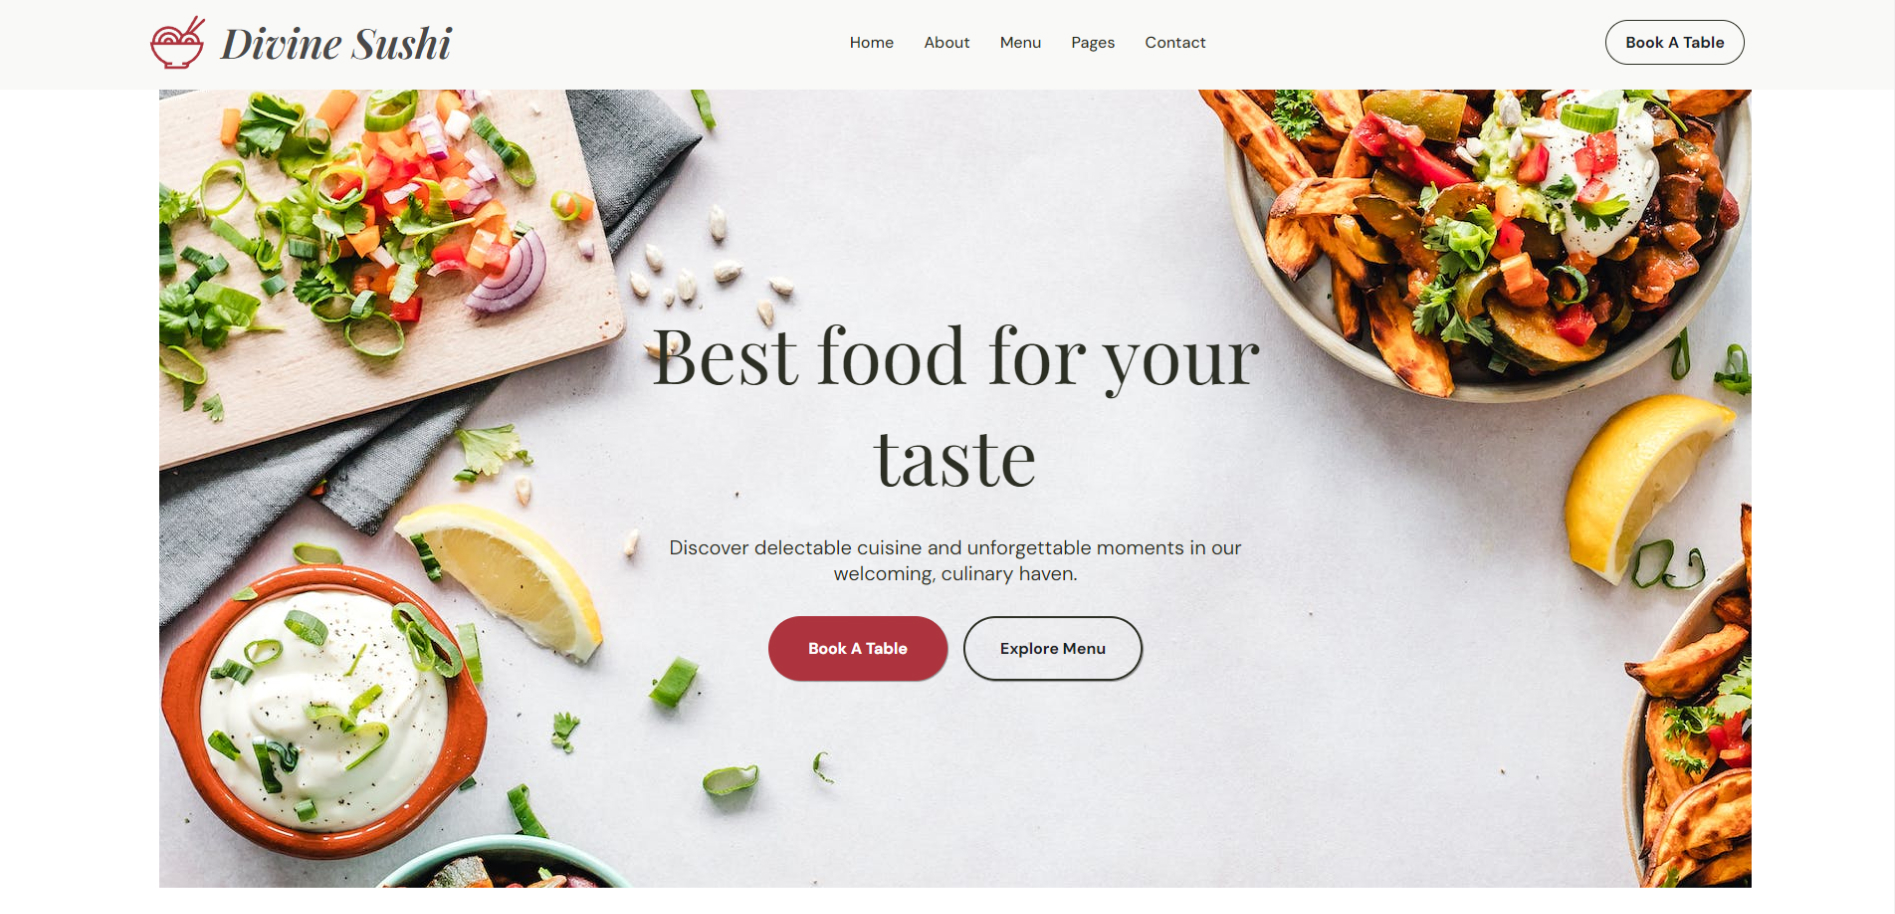 Divine Sushi
Home
About
Menu
Pages
Contact
Book A Table
Best food for your
taste
Discover delectable cuisine and unforgettable moments in our
welcoming, culinary haven.
Book A Table
Explore Menu